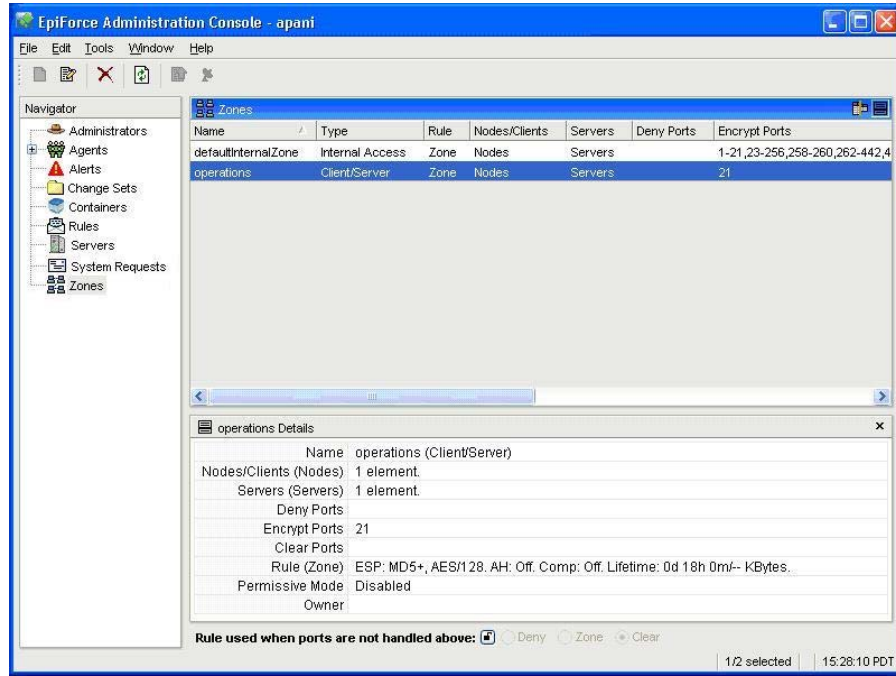 EpiForce Administration Console - apani
File Edit Tools Window Help
Navigator
Administrators
Agents
Alerts
Change Sets
Containers
Rules
Servers
System Requests
Zones
Zones
Name Type Rule Nodes/Clients Servers Deny Ports Encrypt Ports
defaultInternalZone Internal Access Zone Nodes Servers 1-21,23-256,258-260,262-442,4
operations Client/Server Zone Nodes Servers 21
operations Details
Name operations (Client/Server)
Nodes/Clients (Nodes) 1 element.
Servers (Servers) 1 element.
Deny Ports
Encrypt Ports 21
Clear Ports
Rule (Zone) ESP: MD5+, AES/128. AH: Off. Comp: Off. Lifetime: 0d 18h 0m/-- KBytes.
Permissive Mode Disabled
Owner
Rule used when ports are not handled above: Deny Zone Clear
1/2 selected 15:28:10 PDT